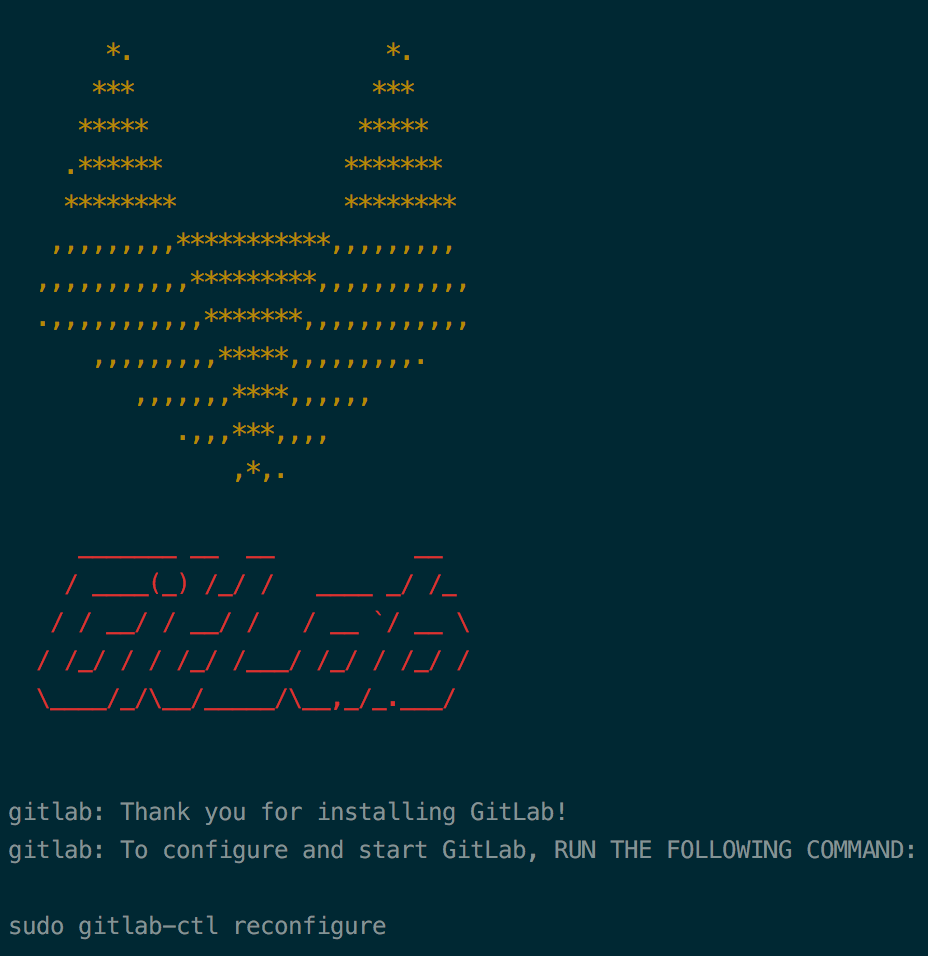 *.                  *.
      ***                 ***
     *****               *****
    .******             *******
    ********            ********
   ,,,,,,,,,***********,,,,,,,,,
  ,,,,,,,,,,,*********,,,,,,,,,,,
  .,,,,,,,,,,,*******,,,,,,,,,,,,
      ,,,,,,,,,*****,,,,,,,,,.
         ,,,,,,,****,,,,,,
            .,,,***,,,,
                ,*,.
     _______ __  __          __
    / ____(_) /_/ /   ____ _/ /_
   / / __/ / __/ /   / __ `/ __ \
  / /_/ / / /_/ /___/ /_/ / /_/ /
  \____/_/\__/_____/\__,_/_.___/
gitlab: Thank you for installing GitLab!
gitlab: To configure and start GitLab, RUN THE FOLLOWING COMMAND:
sudo gitlab-ctl reconfigure